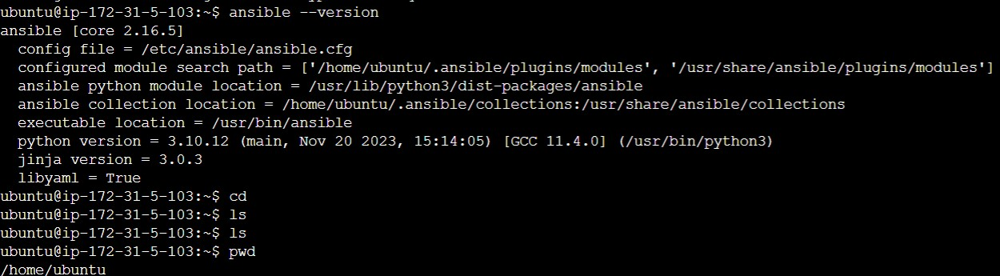 ubuntu@ip-172-31-5-103:~$ ansible --version
ansible [core 2.16.5]
  config file = /etc/ansible/ansible.cfg
  configured module search path = ['/home/ubuntu/.ansible/plugins/modules', '/usr/share/ansible/plugins/modules']
  ansible python module location = /usr/lib/python3/dist-packages/ansible
  ansible collection location = /home/ubuntu/.ansible/collections:/usr/share/ansible/collections
  executable location = /usr/bin/ansible
  python version = 3.10.12 (main, Nov 20 2023, 15:14:05) [GCC 11.4.0] (/usr/bin/python3)
  jinja version = 3.0.3
  libyaml = True
ubuntu@ip-172-31-5-103:~$ cd
ubuntu@ip-172-31-5-103:~$ ls
ubuntu@ip-172-31-5-103:~$ ls
ubuntu@ip-172-31-5-103:~$ pwd
/home/ubuntu